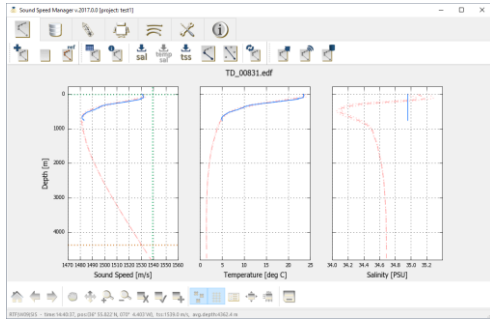 Sound Speed Manager v.2017.0.0 [project: test1]
ref
sal temp sal tss
TD_00831.edf
Depth [m]
0
1000
2000
3000
4000
1470 1480 1490 1500 1510 1520 1530 1540 1550 1560
0 5 10 15 20 25
34.0 34.2 34.4 34.6 34.8 35.0 35.2
Sound Speed [m/s] Temperature [deg C] Salinity [PSU]